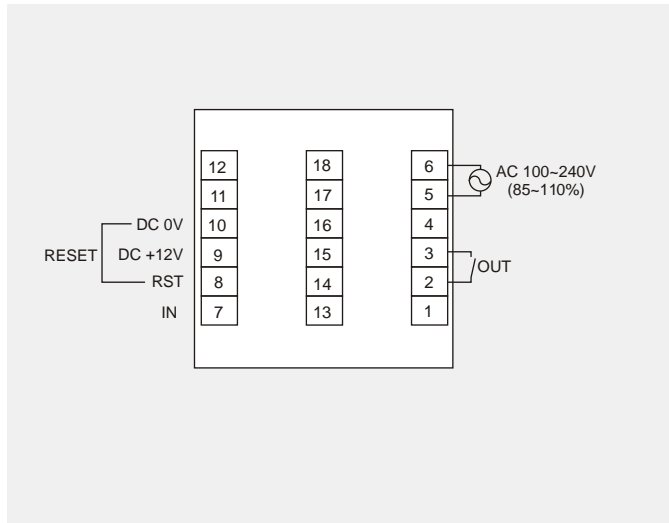 12 18 6 AC 100~240V
11 17 5 (85~110%)
DC 0V 10 16 4
RESET DC +12V 9 15 3
OUT
RST 8 14 2
IN 7 13 1